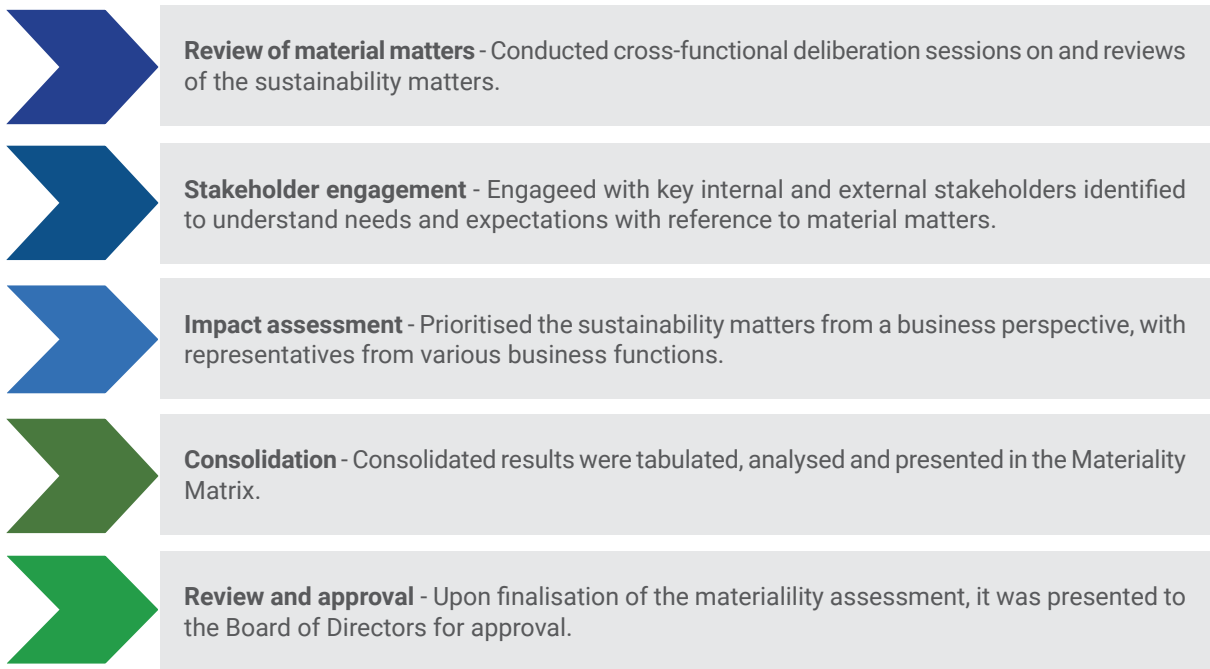 Review of material matters - Conducted cross-functional deliberation sessions on and reviews
of the sustainability matters.
Stakeholder engagement - Engageed with key internal and external stakeholders identified
to understand needs and expectations with reference to material matters.
Impact assessment - Prioritised the sustainability matters from a business perspective, with
representatives from various business functions.
Consolidation - Consolidated results were tabulated, analysed and presented in the Materiality
Matrix.
Review and approval - Upon finalisation of the materialility assessment, it was presented to
the Board of Directors for approval.